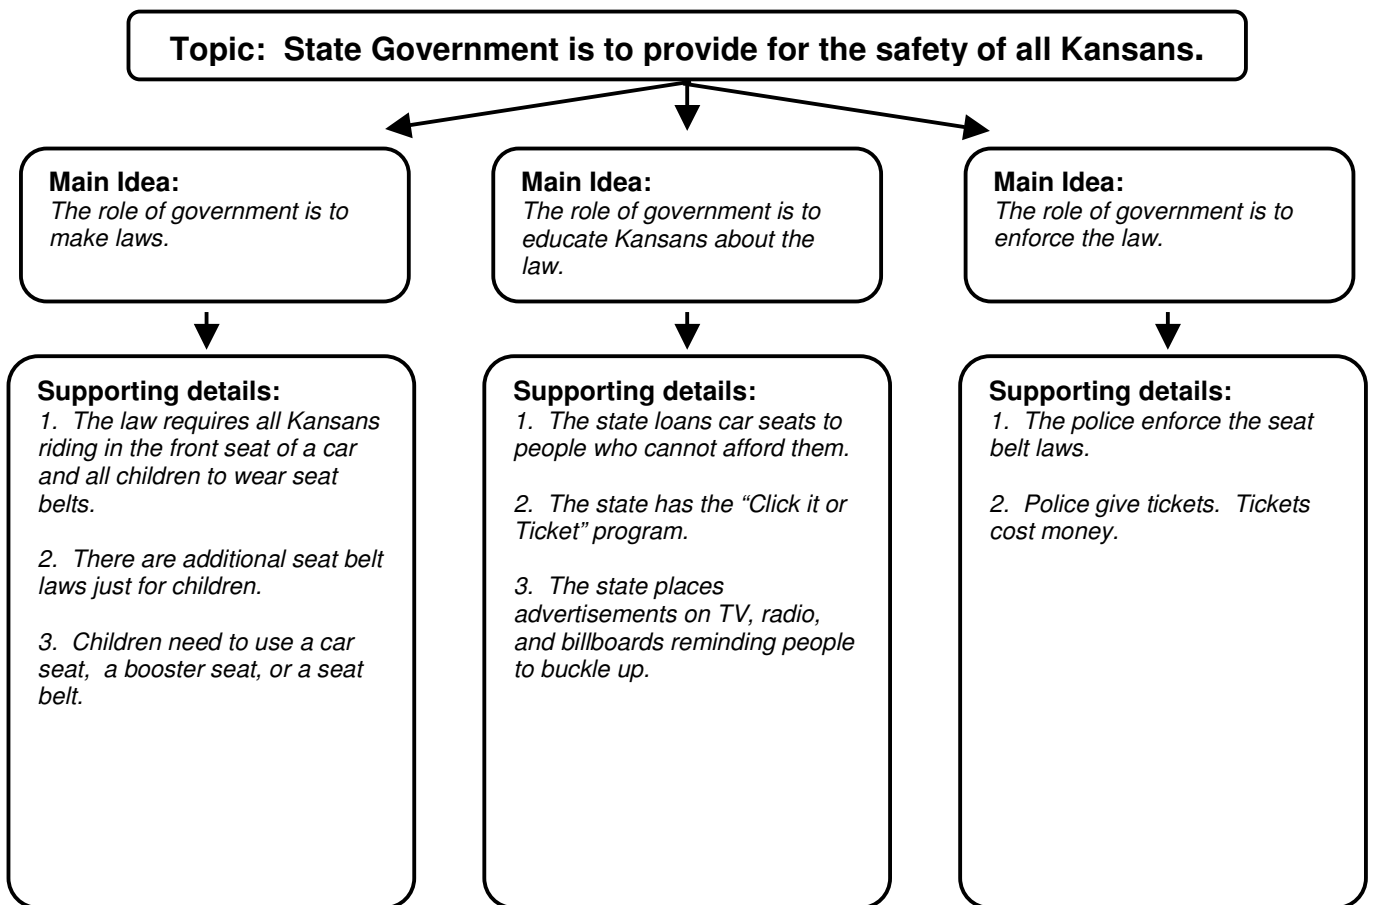 Topic:  State Government is to provide for the safety of all Kansans.
Main Idea:
The role of government is to
make laws.
Main Idea:
The role of government is to
educate Kansans about the
law.
Main Idea:
The role of government is to
enforce the law.
Supporting details:
1.  The law requires all Kansans
riding in the front seat of a car
and all children to wear seat
belts.
2.  There are additional seat belt
laws just for children.
3.  Children need to use a car
seat,  a booster seat, or a seat
belt.
Supporting details:
1.  The state loans car seats to
people who cannot afford them.
2.  The state has the “Click it or
Ticket” program.
3.  The state places
advertisements on TV, radio,
and billboards reminding people
to buckle up.
Supporting details:
1.  The police enforce the seat
belt laws.
2.  Police give tickets.  Tickets
cost money.